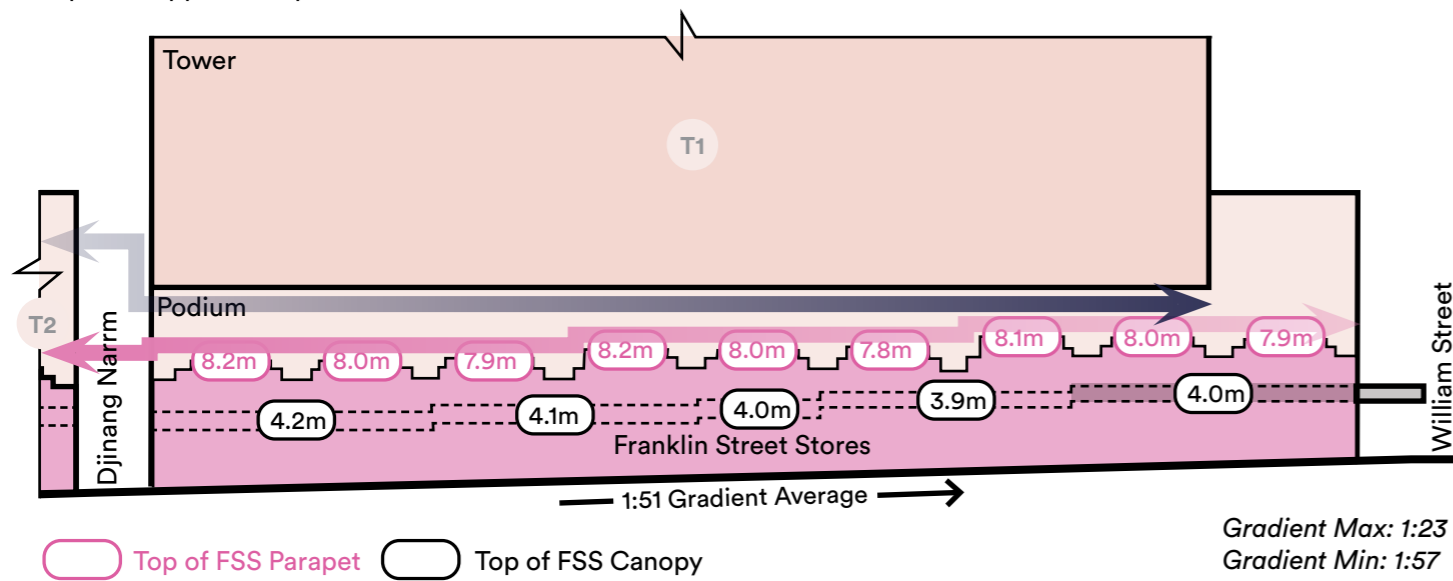 Tower
T1
Podium
T2
Djinang Narrm
8.2m
8.0m
7.9m
8.2m
8.0m
7.8m
8.1m
8.0m
7.9m
4.2m
4.1m
4.0m
3.9m
4.0m
Franklin Street Stores
William Street
1:51 Gradient Average
Top of FSS Parapet
Top of FSS Canopy
Gradient Max: 1:23
Gradient Min: 1:57